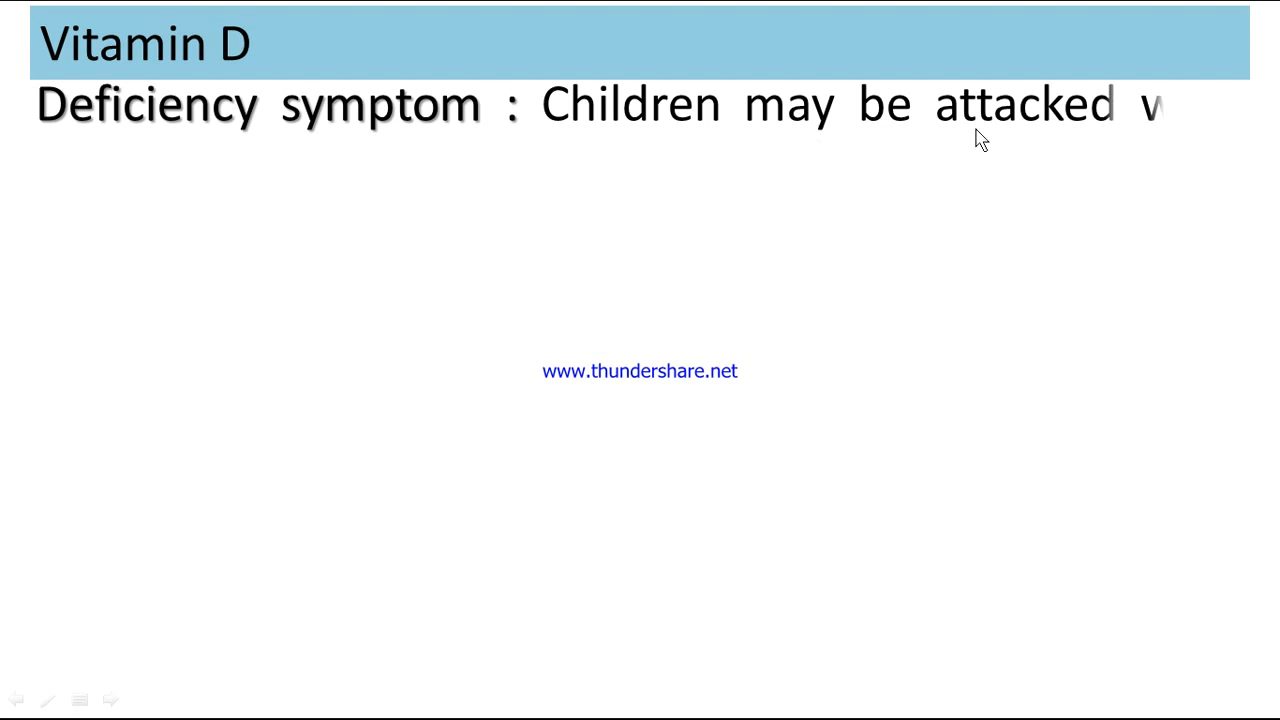 Vitamin D
Deficiency symptom : Children may be attacked
www.thundershare.net